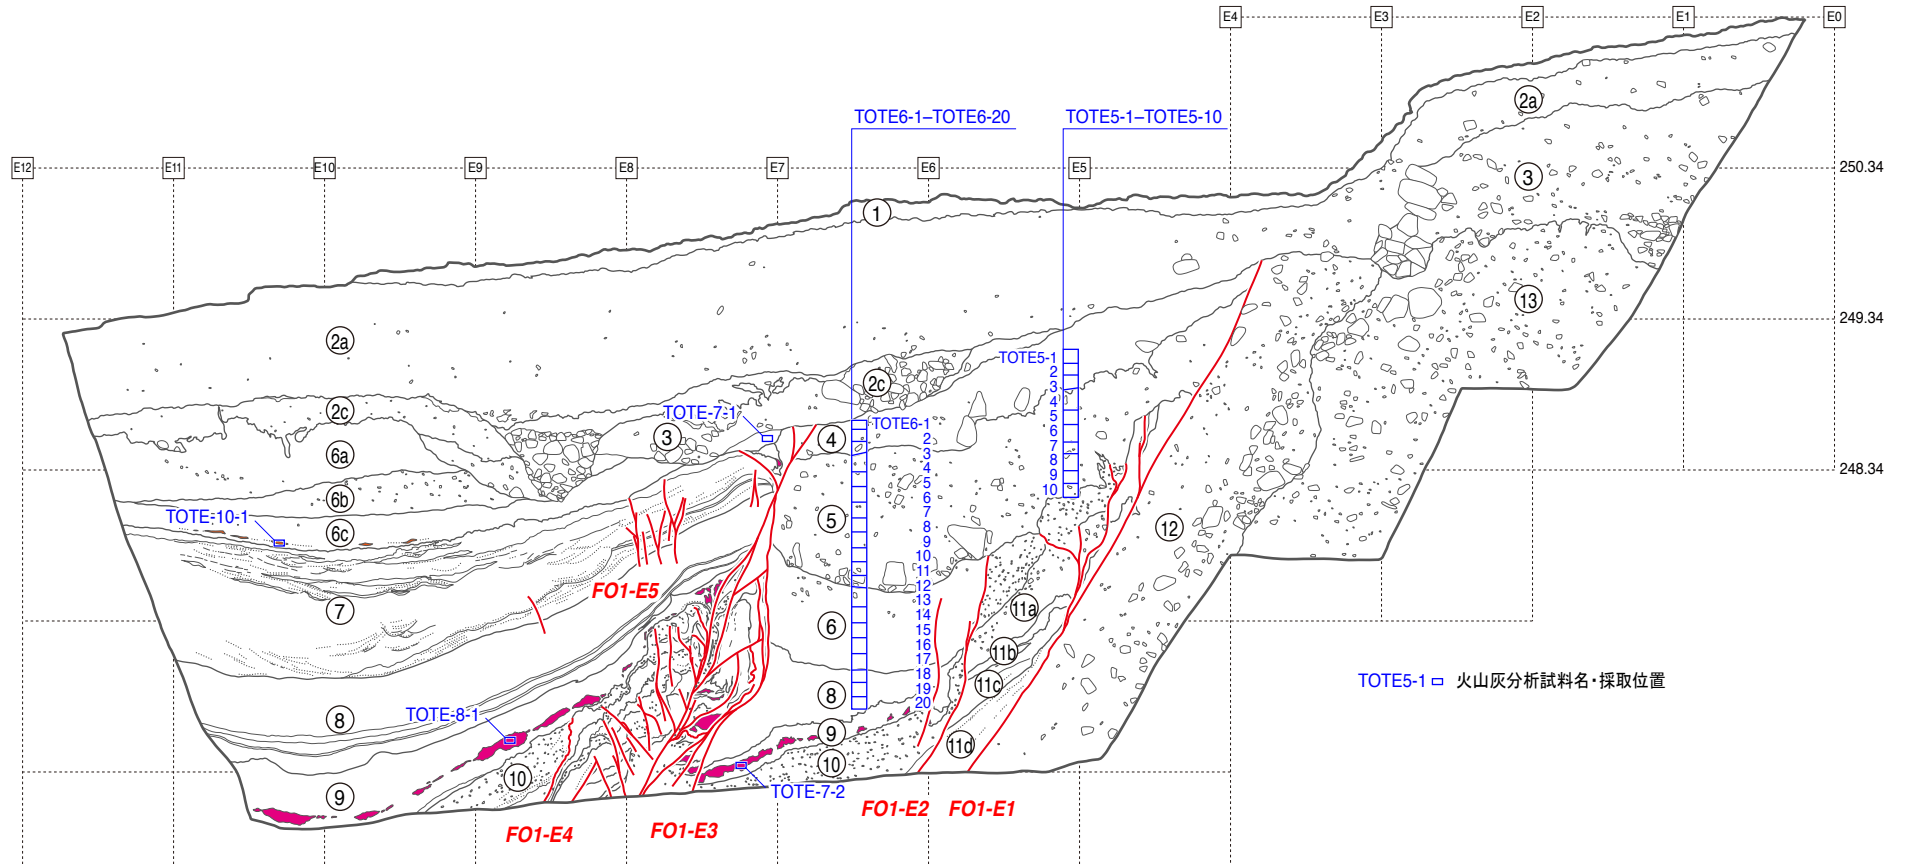 E4
E3
E2
E1
E0
E12
E11
E10
E9
E8
E7
E6
E5
250.34
249.34
248.34
TOTE6-1–TOTE6-20
TOTE5-1–TOTE5-10
1
2a
3
13
2a
2c
2c
3
4
5
6
6a
6b
6c
7
8
8
9
9
10
10
11a
11b
11c
11d
12
TOTE5-1
2
3
4
5
6
7
8
9
10
TOTE6-1
2
3
4
5
6
7
8
9
10
11
12
13
14
15
16
17
18
19
20
TOTE-7-1
TOTE-10-1
TOTE-8-1
TOTE-7-2
FO1-E5
FO1-E4
FO1-E3
FO1-E2
FO1-E1
TOTE5-1 火山灰分析試料名・採取位置